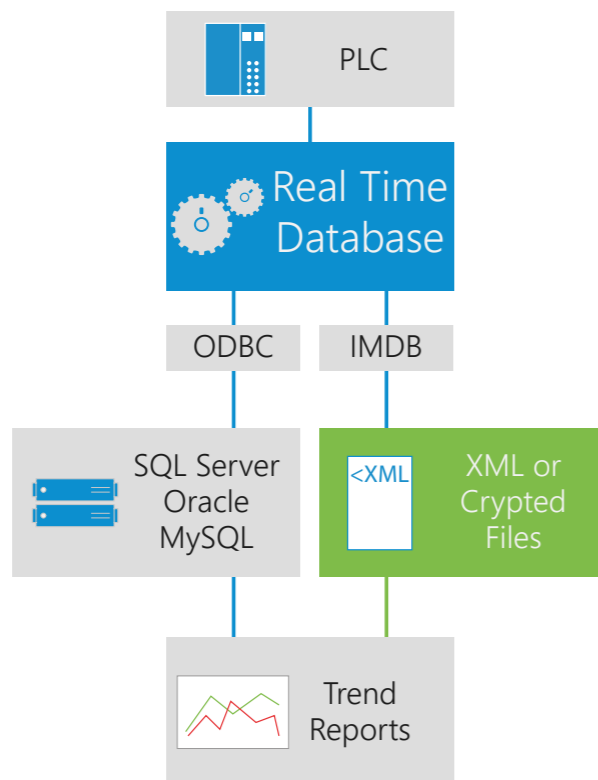 PLC
Real Time
Database
ODBC
IMDB
SQL Server
Oracle
MySQL
<XML
XML or
Crypted
Files
Trend
Reports